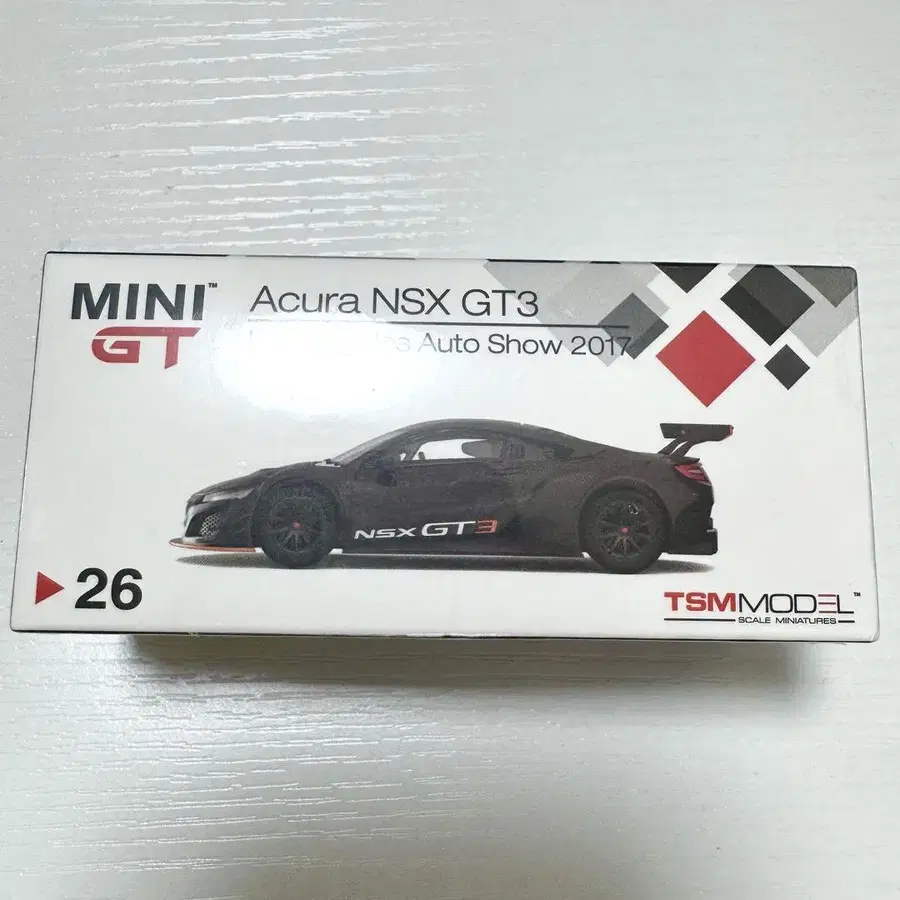 MINI™
GT
Acura NSX GT3
Auto Show 2017
NSX GT3
26
TSMMODEL™
SCALE MINIATURES